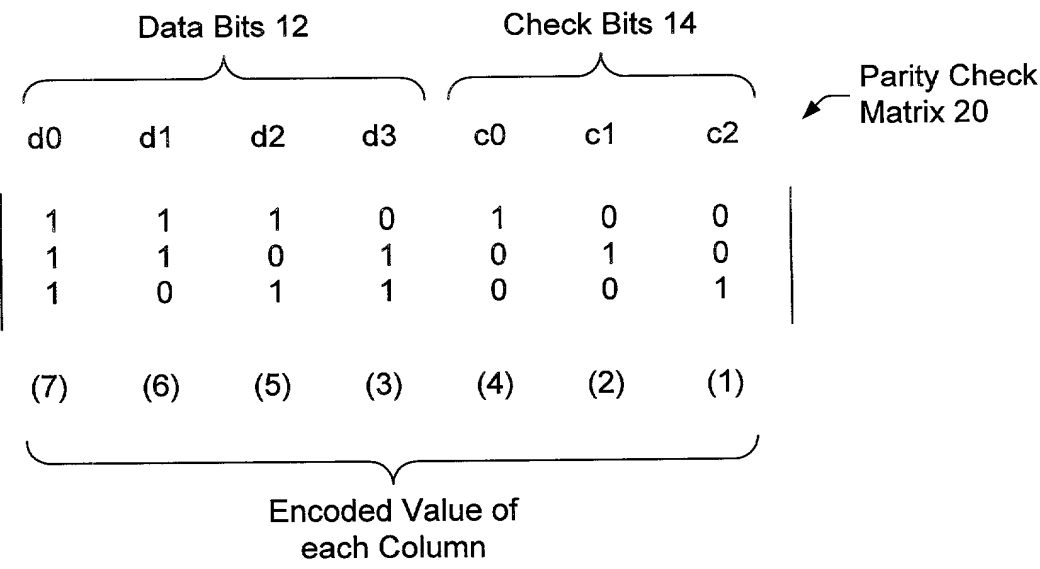 Data Bits 12 Check Bits 14
Parity Check
Matrix 20
d0 d1 d2 d3 c0 c1 c2
1 1 1 0 1 0 0
1 1 0 1 0 1 0
1 0 1 1 0 0 1
(7) (6) (5) (3) (4) (2) (1)
Encoded Value of
each Column